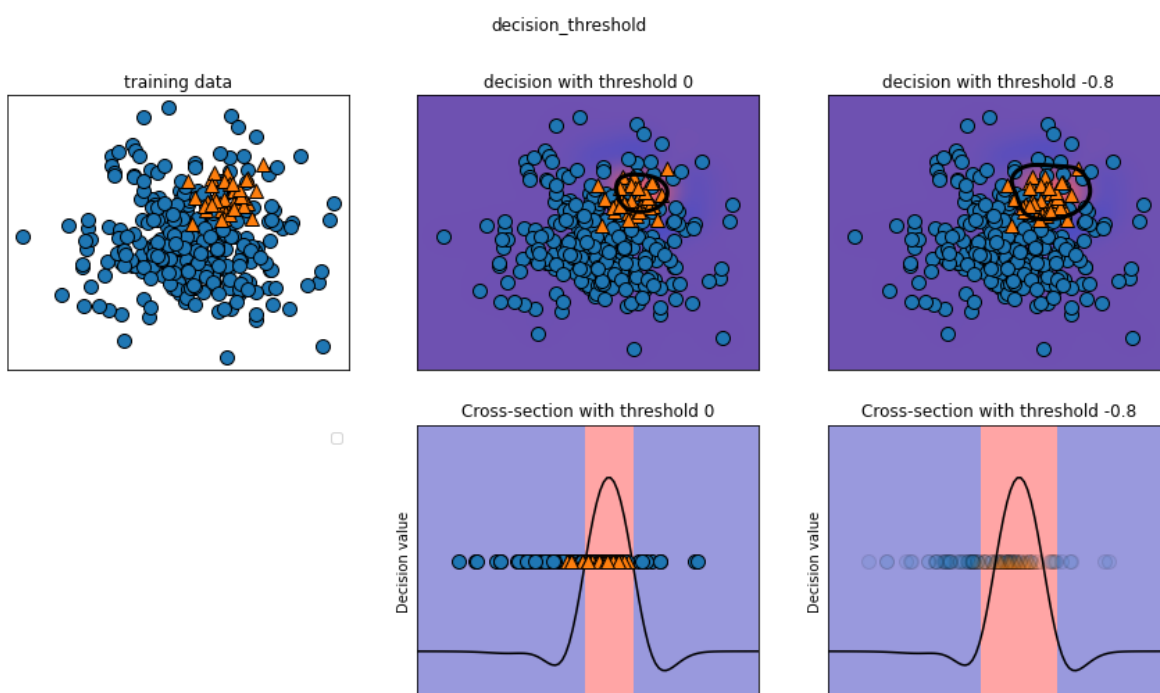 decision_threshold
training data
decision with threshold 0
decision with threshold -0.8
Cross-section with threshold 0
Cross-section with threshold -0.8
Decision value
Decision value